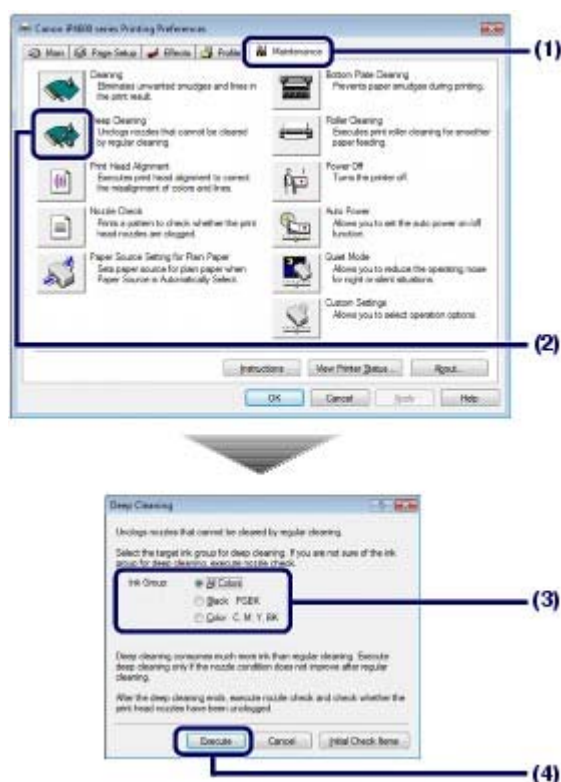 Canon iP4600 series Printing Preferences
Main Page Setup Effects Profile Maintenance
(1)
Cleaning
Eliminates unwanted smudges and lines in
the print result.
Bottom Plate Cleaning
Prevents paper smudges during printing.
Deep Cleaning
Unclogs nozzles that cannot be cleared
by regular cleaning.
Roller Cleaning
Executes print roller cleaning for smoother
paper feeding.
Print Head Alignment
Executes print head alignment to correct
the misalignment of colors and lines.
Power Off
Turns the printer off.
Nozzle Check
Prints a pattern to check whether the print
head nozzles are clogged.
Auto Power
Allows you to set the auto power on/off
function.
Paper Source Setting for Plain Paper
Sets paper source for plain paper when
Paper Source is Automatically Select.
Quiet Mode
Allows you to reduce the operating noise
for night or silent situations.
Custom Settings
Allows you to select operation options.
(2)
Instructions View Printer Status... About...
OK Cancel Apply Help
Deep Cleaning
Unclogs nozzles that cannot be cleared by regular cleaning.
Select the target ink group for deep cleaning. If you are not sure of the ink
group for deep cleaning, execute nozzle check.
Ink Group: All Colors
Black: PGBK
Color: C, M, Y, BK
(3)
Deep cleaning consumes much more ink than regular cleaning. Execute
deep cleaning only if the nozzle condition does not improve after regular
cleaning.
After the deep cleaning ends, execute nozzle check and check whether the
print head nozzles have been unclogged.
Execute Cancel Initial Check Items
(4)